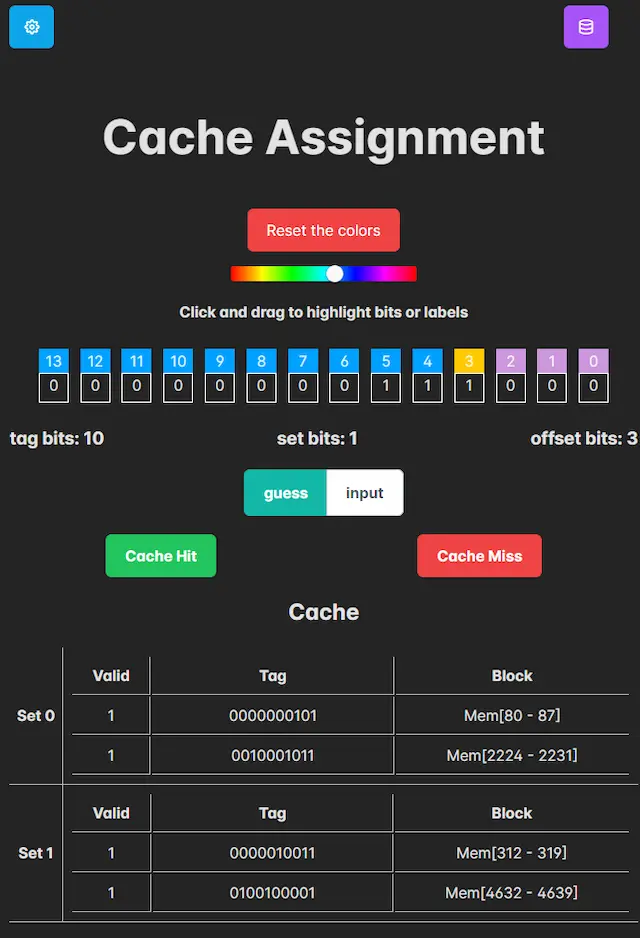 Cache Assignment
Reset the colors
Click and drag to highlight bits or labels
13 12 11 10 9 8 7 6 5 4 3 2 1 0
0 0 0 0 0 0 0 0 1 1 1 0 0 0
tag bits: 10 set bits: 1 offset bits: 3
guess input
Cache Hit Cache Miss
Cache
Valid Tag Block
Set 0 1 0000000101 Mem[80 - 87]
1 0010001011 Mem[2224 - 2231]
Valid Tag Block
Set 1 1 0000010011 Mem[312 - 319]
1 0100100001 Mem[4632 - 4639]